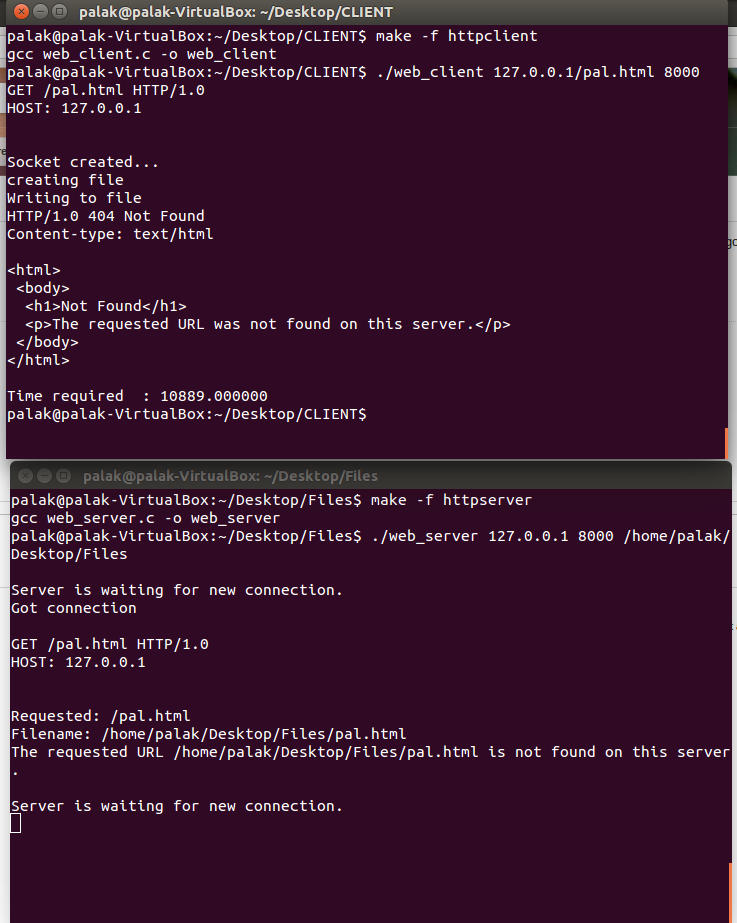 palak@palak-VirtualBox: ~/Desktop/CLIENT
palak@palak-VirtualBox:~/Desktop/CLIENT$ make -f httpclient
gcc web_client.c -o web_client
palak@palak-VirtualBox:~/Desktop/CLIENT$ ./web_client 127.0.0.1/pal.html 8000
GET /pal.html HTTP/1.0
HOST: 127.0.0.1
Socket created...
creating file
Writing to file
HTTP/1.0 404 Not Found
Content-type: text/html
<html>
<body>
<h1>Not Found</h1>
<p>The requested URL was not found on this server.</p>
</body>
</html>
Time required  : 10889.000000
palak@palak-VirtualBox:~/Desktop/CLIENT$
palak@palak-VirtualBox: ~/Desktop/Files
palak@palak-VirtualBox:~/Desktop/Files$ make -f httpserver
gcc web_server.c -o web_server
palak@palak-VirtualBox:~/Desktop/Files$ ./web_server 127.0.0.1 8000 /home/palak/
Desktop/Files
Server is waiting for new connection.
Got connection
GET /pal.html HTTP/1.0
HOST: 127.0.0.1
Requested: /pal.html
Filename: /home/palak/Desktop/Files/pal.html
The requested URL /home/palak/Desktop/Files/pal.html is not found on this server
.
Server is waiting for new connection.